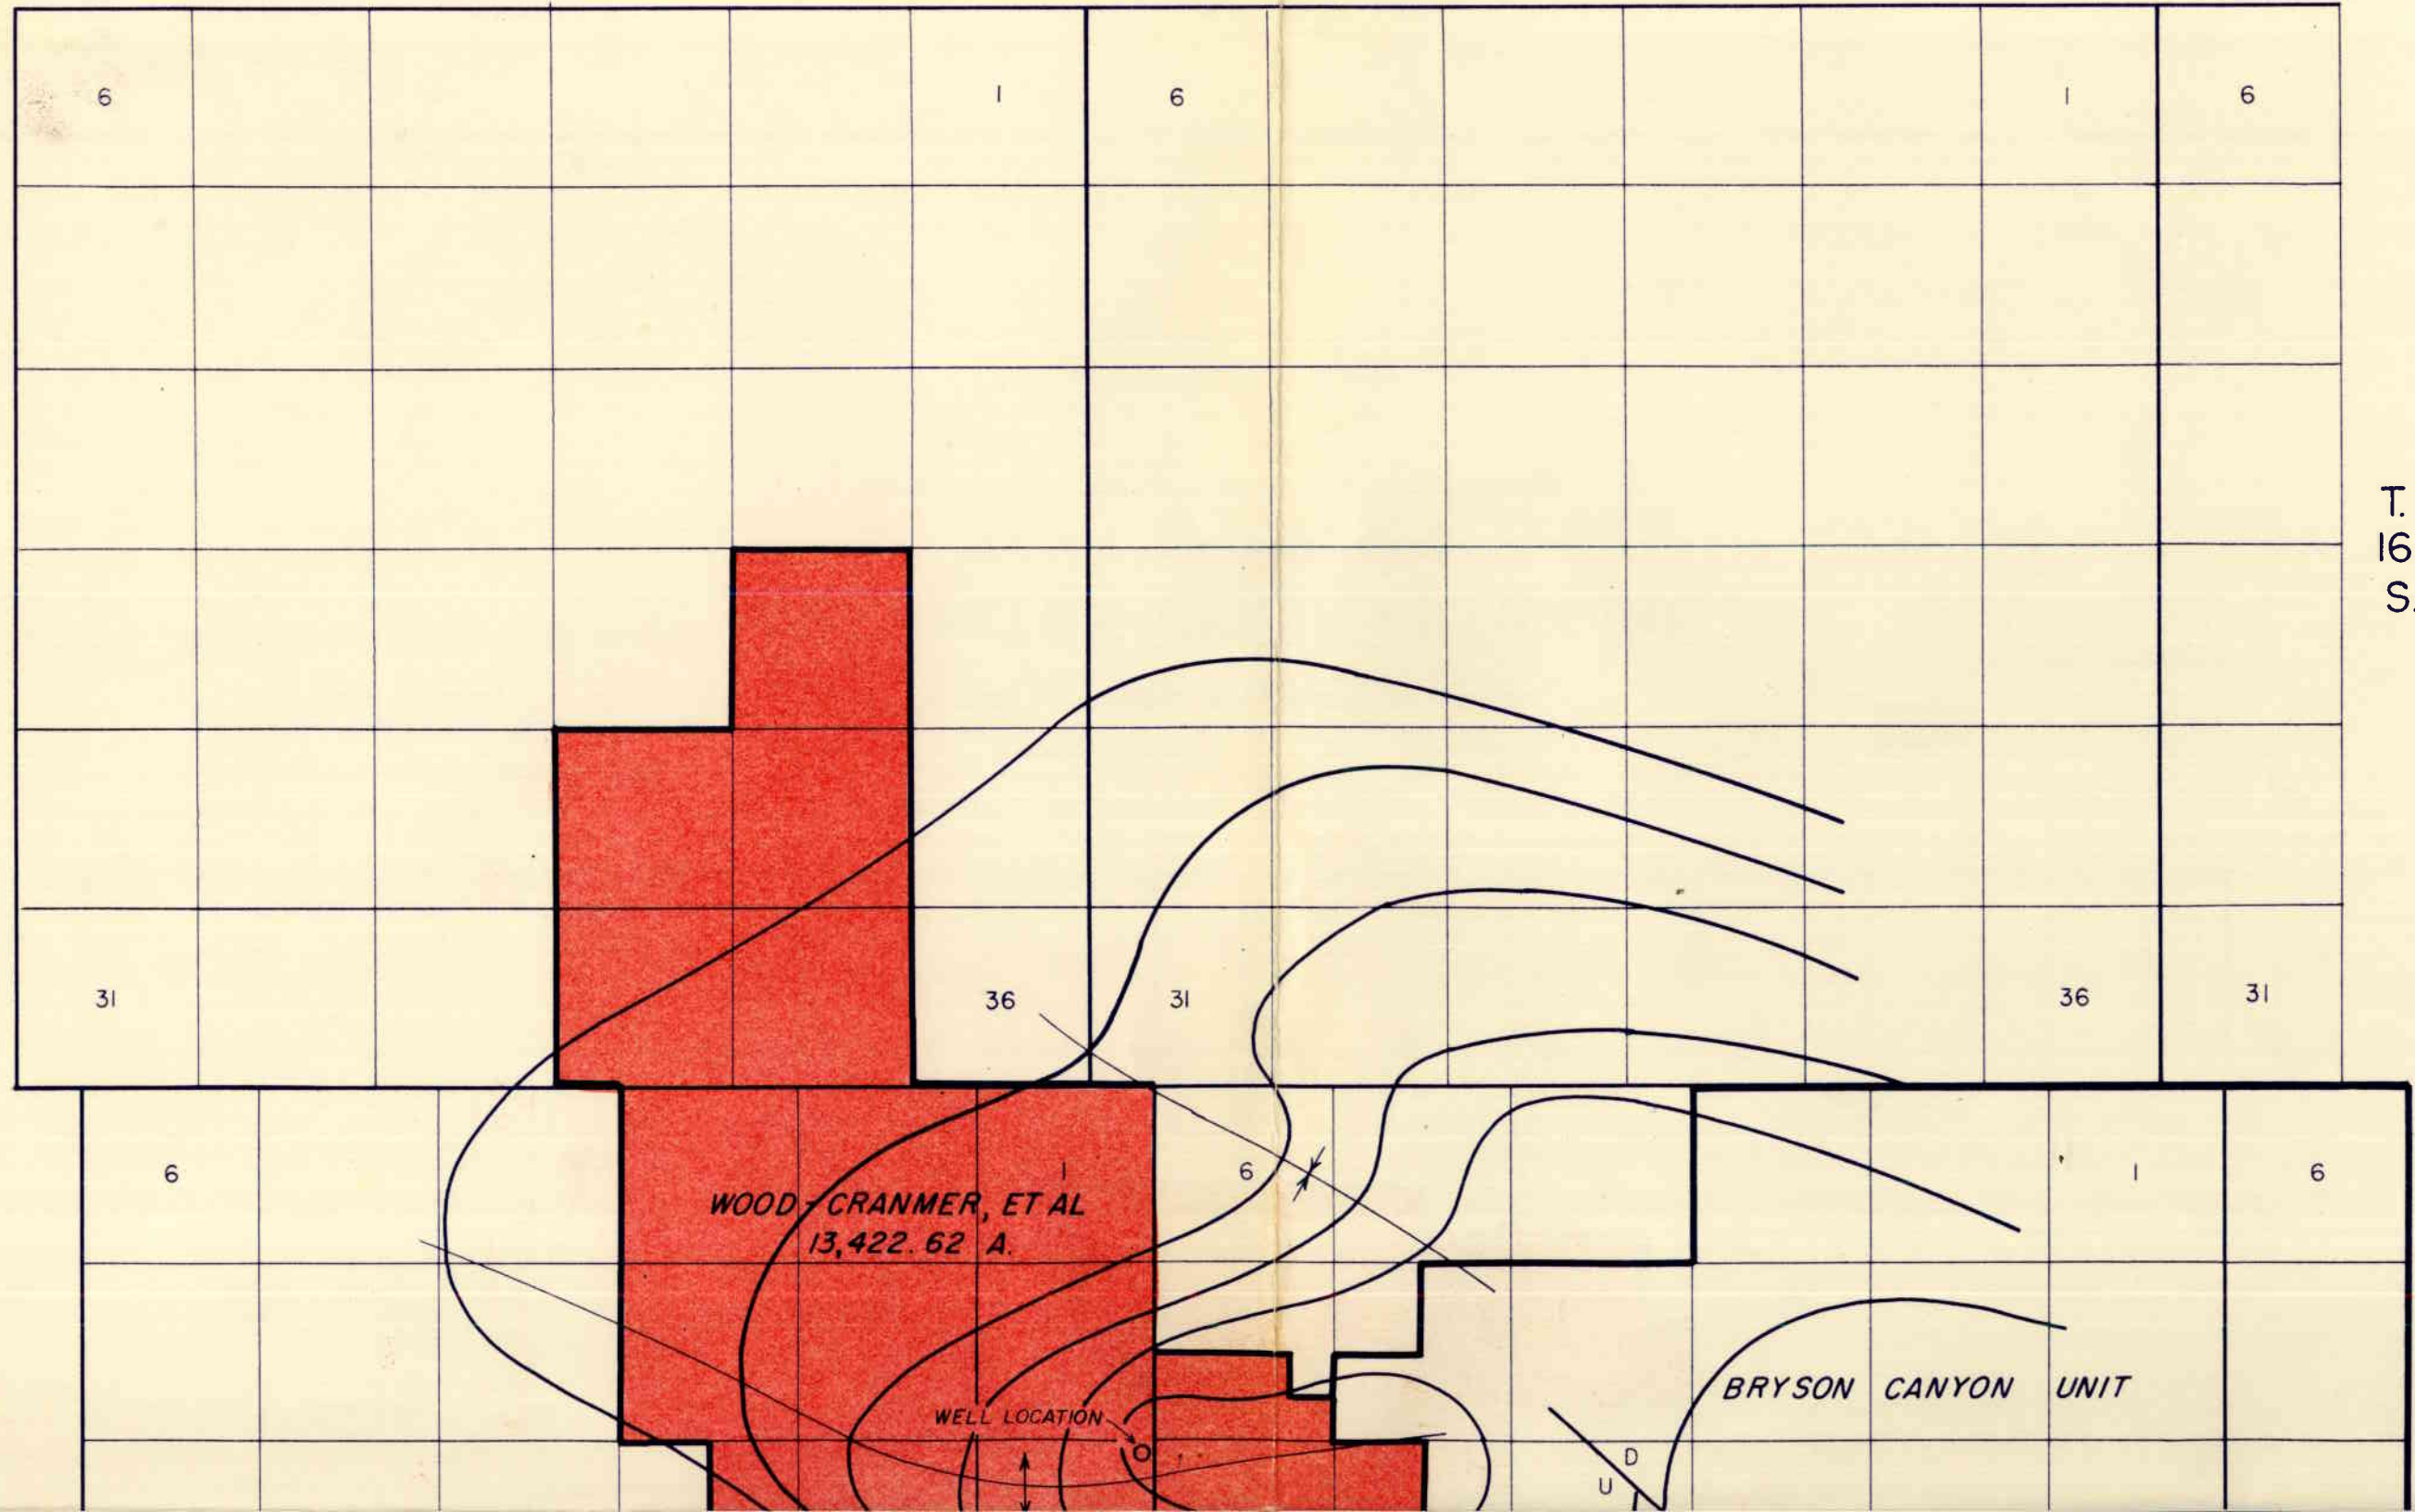 6 1 6 1 6
T.
16
S.
31 36 31 36 31
6 1 6 1 6
WOOD-CRANMER, ET AL
13,422.62 A.
BRYSON CANYON UNIT
WELL LOCATION
D
U